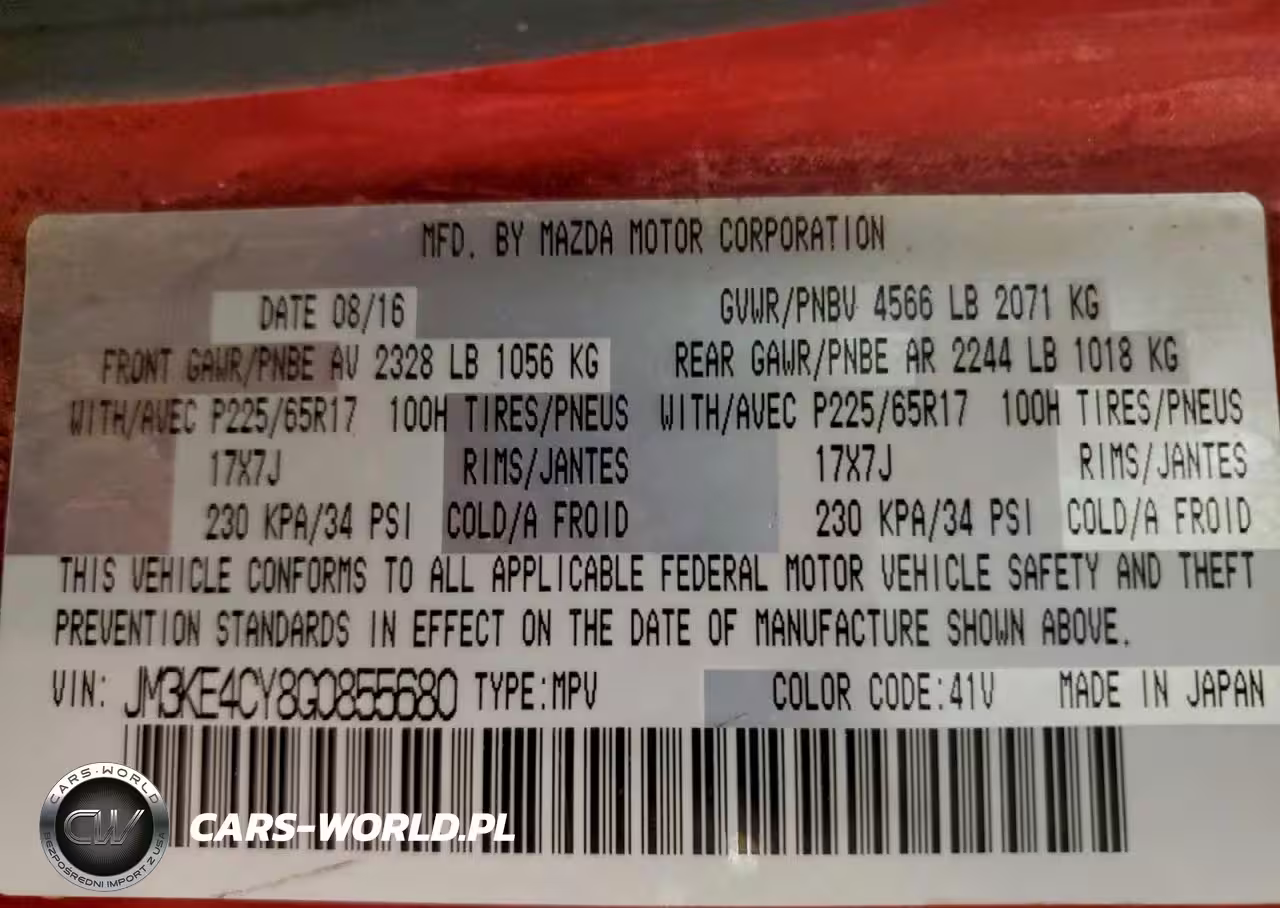 MFD. BY MAZDA MOTOR CORPORATION
DATE 08/16 GVWR/PNBV 4566 LB 2071 KG
FRONT GAWR/PNBE AV 2328 LB 1056 KG REAR GAWR/PNBE AR 2244 LB 1018 KG
WITH/AVEC P225/65R17 100H TIRES/PNEUS WITH/AVEC P225/65R17 100H TIRES/PNEUS
17X7J RIMS/JANTES 17X7J RIMS/JANTES
230 KPA/34 PSI COLD/A FROID 230 KPA/34 PSI COLD/A FROID
THIS VEHICLE CONFORMS TO ALL APPLICABLE FEDERAL MOTOR VEHICLE SAFETY AND THEFT
PREVENTION STANDARDS IN EFFECT ON THE DATE OF MANUFACTURE SHOWN ABOVE.
VIN: JM3KE4CY8G0855680 TYPE:MPV COLOR CODE:41V MADE IN JAPAN
CARS-WORLD
CW
BEZPOŚREDNI IMPORT Z USA
CARS-WORLD.PL